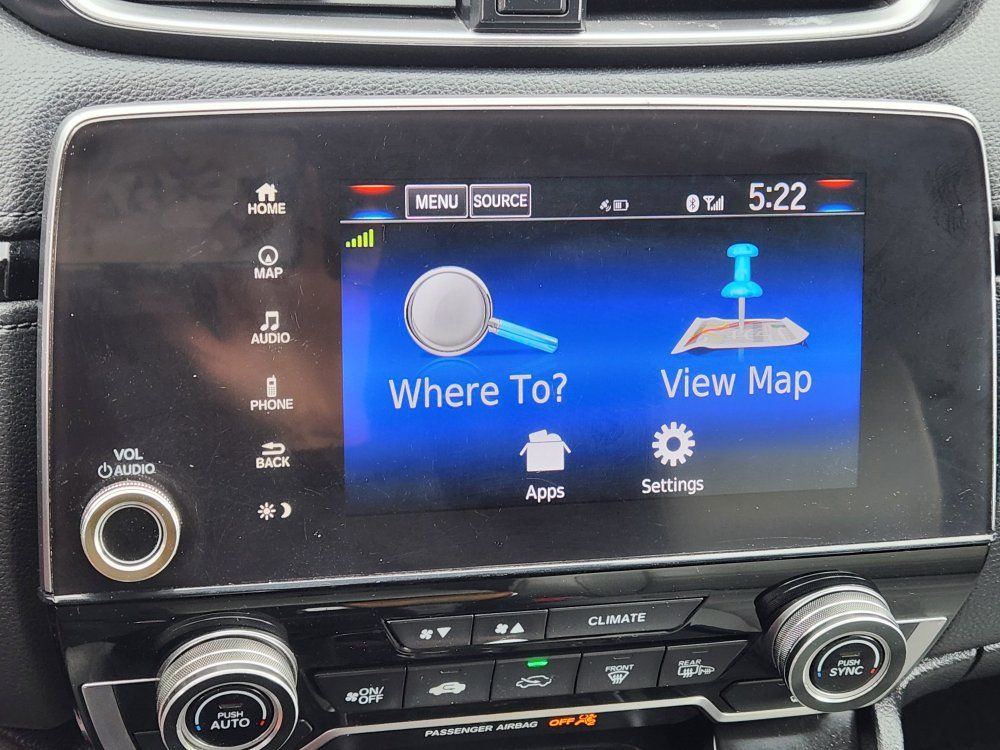 MENU SOURCE 5:22
HOME
MAP
AUDIO
PHONE
BACK
VOL
AUDIO
Where To?
View Map
Apps
Settings
CLIMATE
ON/
OFF
FRONT
REAR
PUSH
AUTO
PUSH
SYNC
PASSENGER AIRBAG OFF